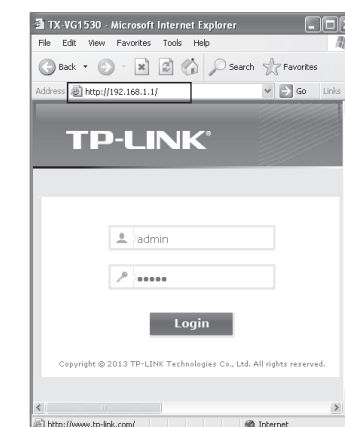 TX-VG1530 - Microsoft Internet Explorer
File Edit View Favorites Tools Help
Back Search Favorites
Address http://192.168.1.1/ Go Links
TP-LINK®
admin
•••••
Login
Copyright © 2013 TP-LINK Technologies Co., Ltd. All rights reserved.
http://www.tp-link.com/ Internet